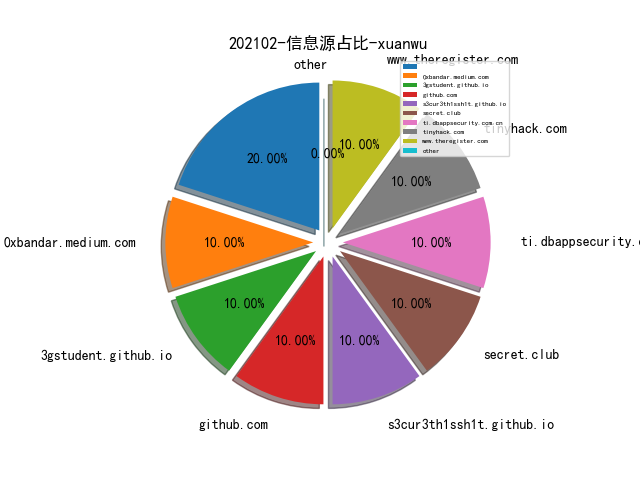 202102-信息源占比-xuanwu
other
www.theregister.com
tinyhack.com
ti.dbappsecurity.c
secret.club
s3cur3th1ssh1t.github.io
github.com
3gstudent.github.io
0xbandar.medium.com
20.00%
0.00%
10.00%
10.00%
10.00%
10.00%
10.00%
10.00%
10.00%
10.00%
0xbandar.medium.com
3gstudent.github.io
github.com
s3cur3th1ssh1t.github.io
secret.club
ti.dbappsecurity.com.cn
tinyhack.com
www.theregister.com
other